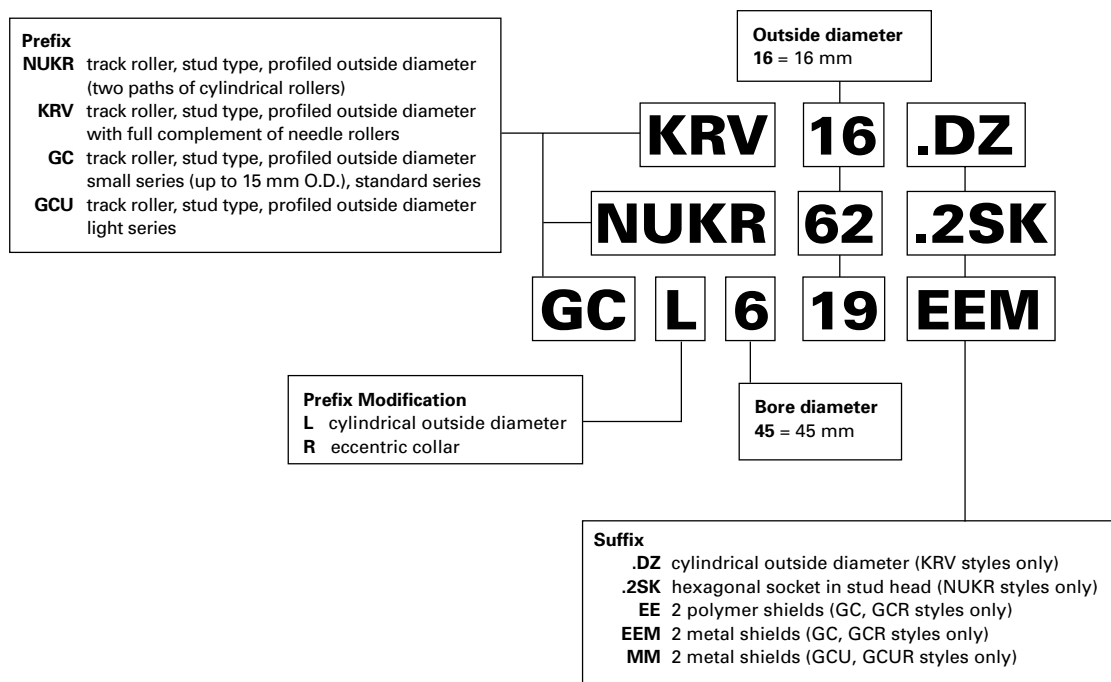 Prefix
NUKR track roller, stud type, profiled outside diameter
(two paths of cylindrical rollers)
KRV track roller, stud type, profiled outside diameter
with full complement of needle rollers
GC track roller, stud type, profiled outside diameter
small series (up to 15 mm O.D.), standard series
GCU track roller, stud type, profiled outside diameter
light series
Outside diameter
16 = 16 mm
KRV 16 .DZ
NUKR 62 .2SK
GC L 6 19 EEM
Prefix Modification
L cylindrical outside diameter
R eccentric collar
Bore diameter
45 = 45 mm
Suffix
.DZ cylindrical outside diameter (KRV styles only)
.2SK hexagonal socket in stud head (NUKR styles only)
EE 2 polymer shields (GC, GCR styles only)
EEM 2 metal shields (GC, GCR styles only)
MM 2 metal shields (GCU, GCUR styles only)